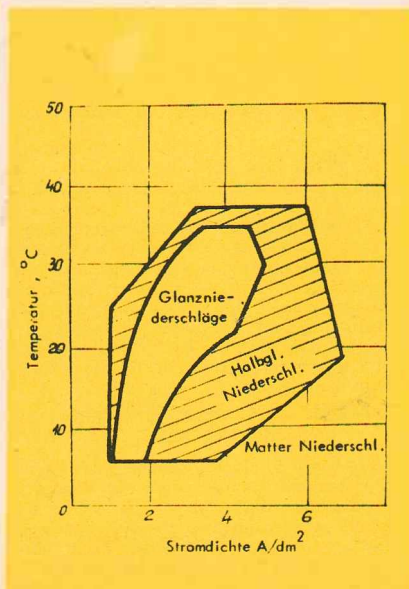 50
40
30
20
10
0
2
4
6
Temperatur, °C
Glanznie-
derschläge
Halbgl.
Niederschl.
Matter Niederschl.
Stromdichte A/dm²